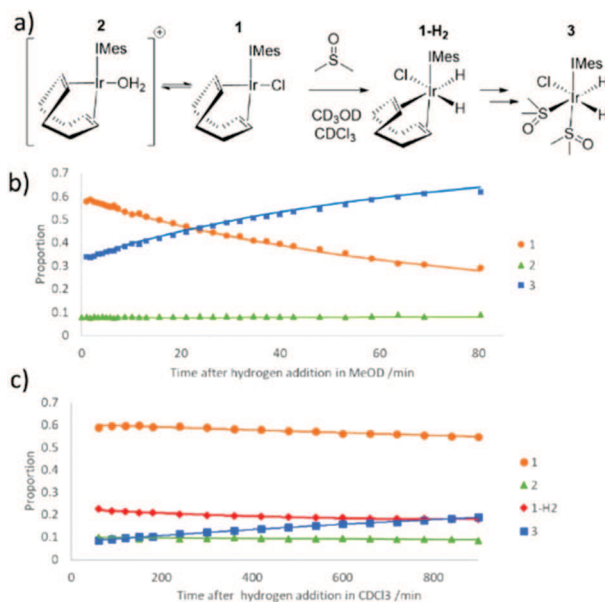 a) 2 1 1-H2 3
IMes IMes IMes IMes
Ir OH2 Ir Cl S O Cl Ir H H Cl Ir H H
CD3OD
CDCl3
S O S O
b)
0.7
0.6
0.5
0.4
0.3
0.2
0.1
0
Proportion
0 20 40 60 80
Time after hydrogen addition in MeOD /min
1
2
3
c)
0.7
0.6
0.5
0.4
0.3
0.2
0.1
0
Proportion
0 200 400 600 800
Time after hydrogen addition in CDCl3 /min
1
2
1-H2
3